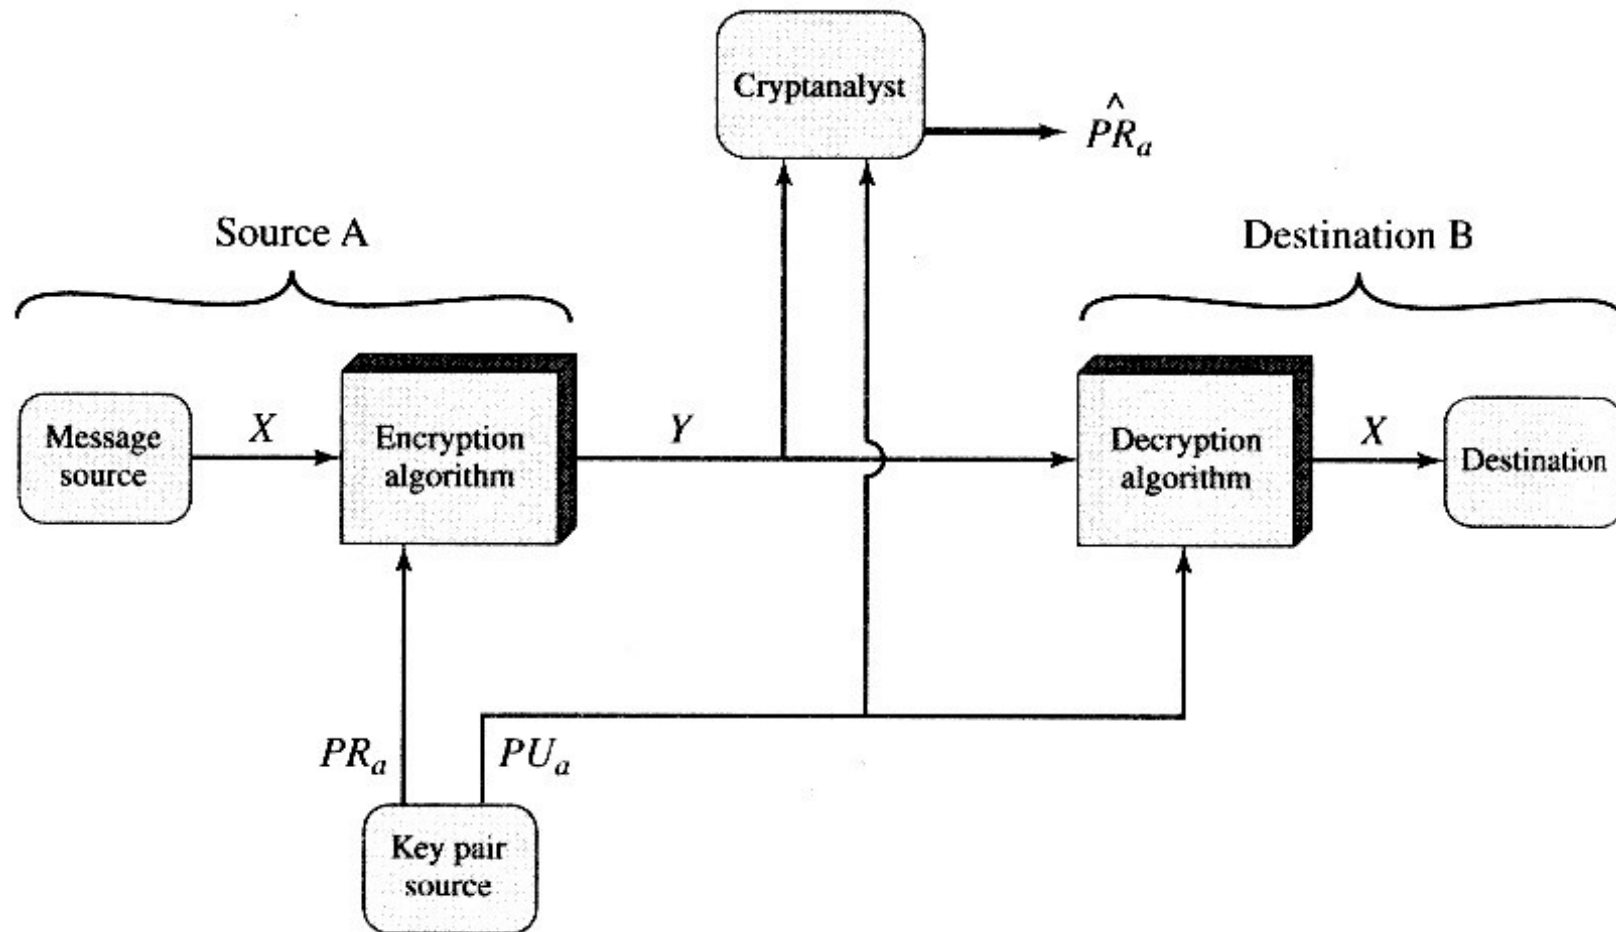 Cryptanalyst
P̂R_a
Source A
Destination B
Message
source
X
Encryption
algorithm
Y
Decryption
algorithm
X
Destination
PR_a
PU_a
Key pair
source